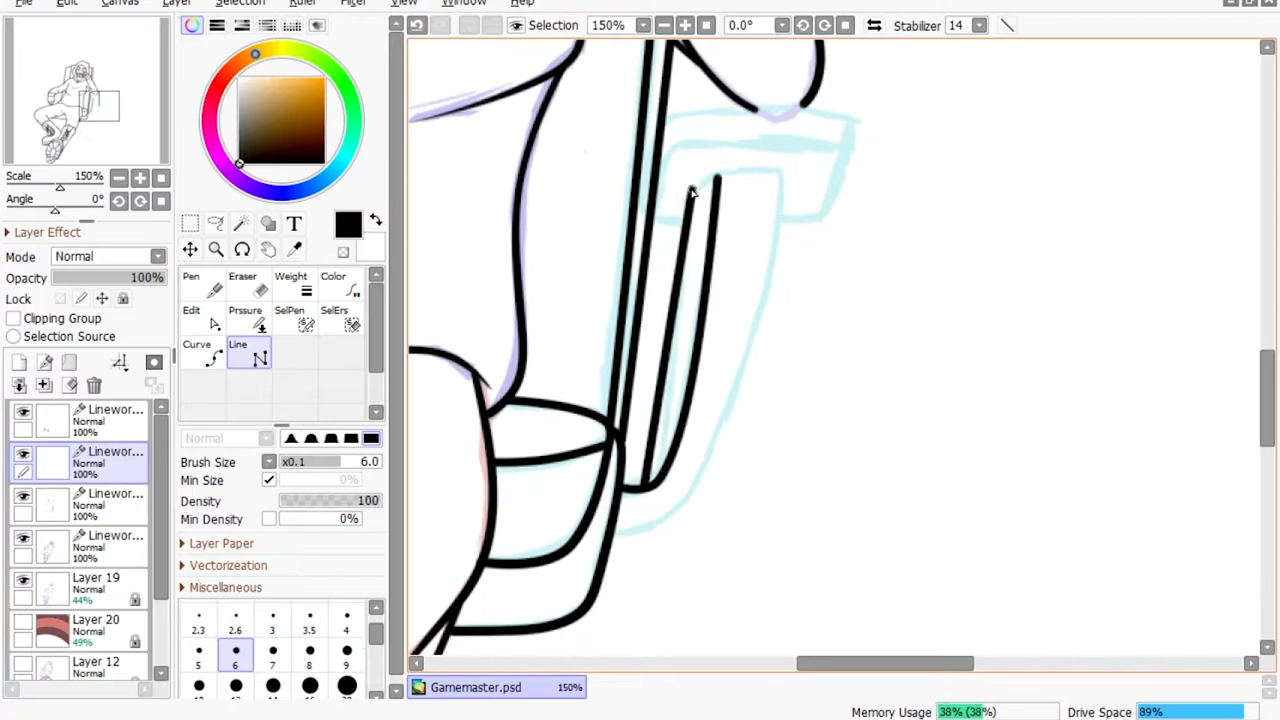 File Edit Canvas Layer Selection Ruler Filter View Window Help
Selection 150% 0.0° Stabilizer 14
Scale 150%
Angle 0°
Layer Effect
Mode Normal
Opacity 100%
Lock
Clipping Group
Selection Source
Linewor...
Normal
100%
Linewor...
Normal
100%
Linewor...
Normal
100%
Linewor...
Normal
100%
Layer 19
Normal
44%
Layer 20
Normal
49%
Layer 12
Normal
T
Pen Eraser Weight Color
Edit Prssure SelPen SelErs
Curve Line
Normal
Brush Size x0.1 6.0
Min Size 0%
Density 100
Min Density 0%
Layer Paper
Vectorization
Miscellaneous
2.3 2.6 3 3.5 4
5 6 7 8 9
Gamemaster.psd 150%
Memory Usage 38% (38%) Drive Space 89%